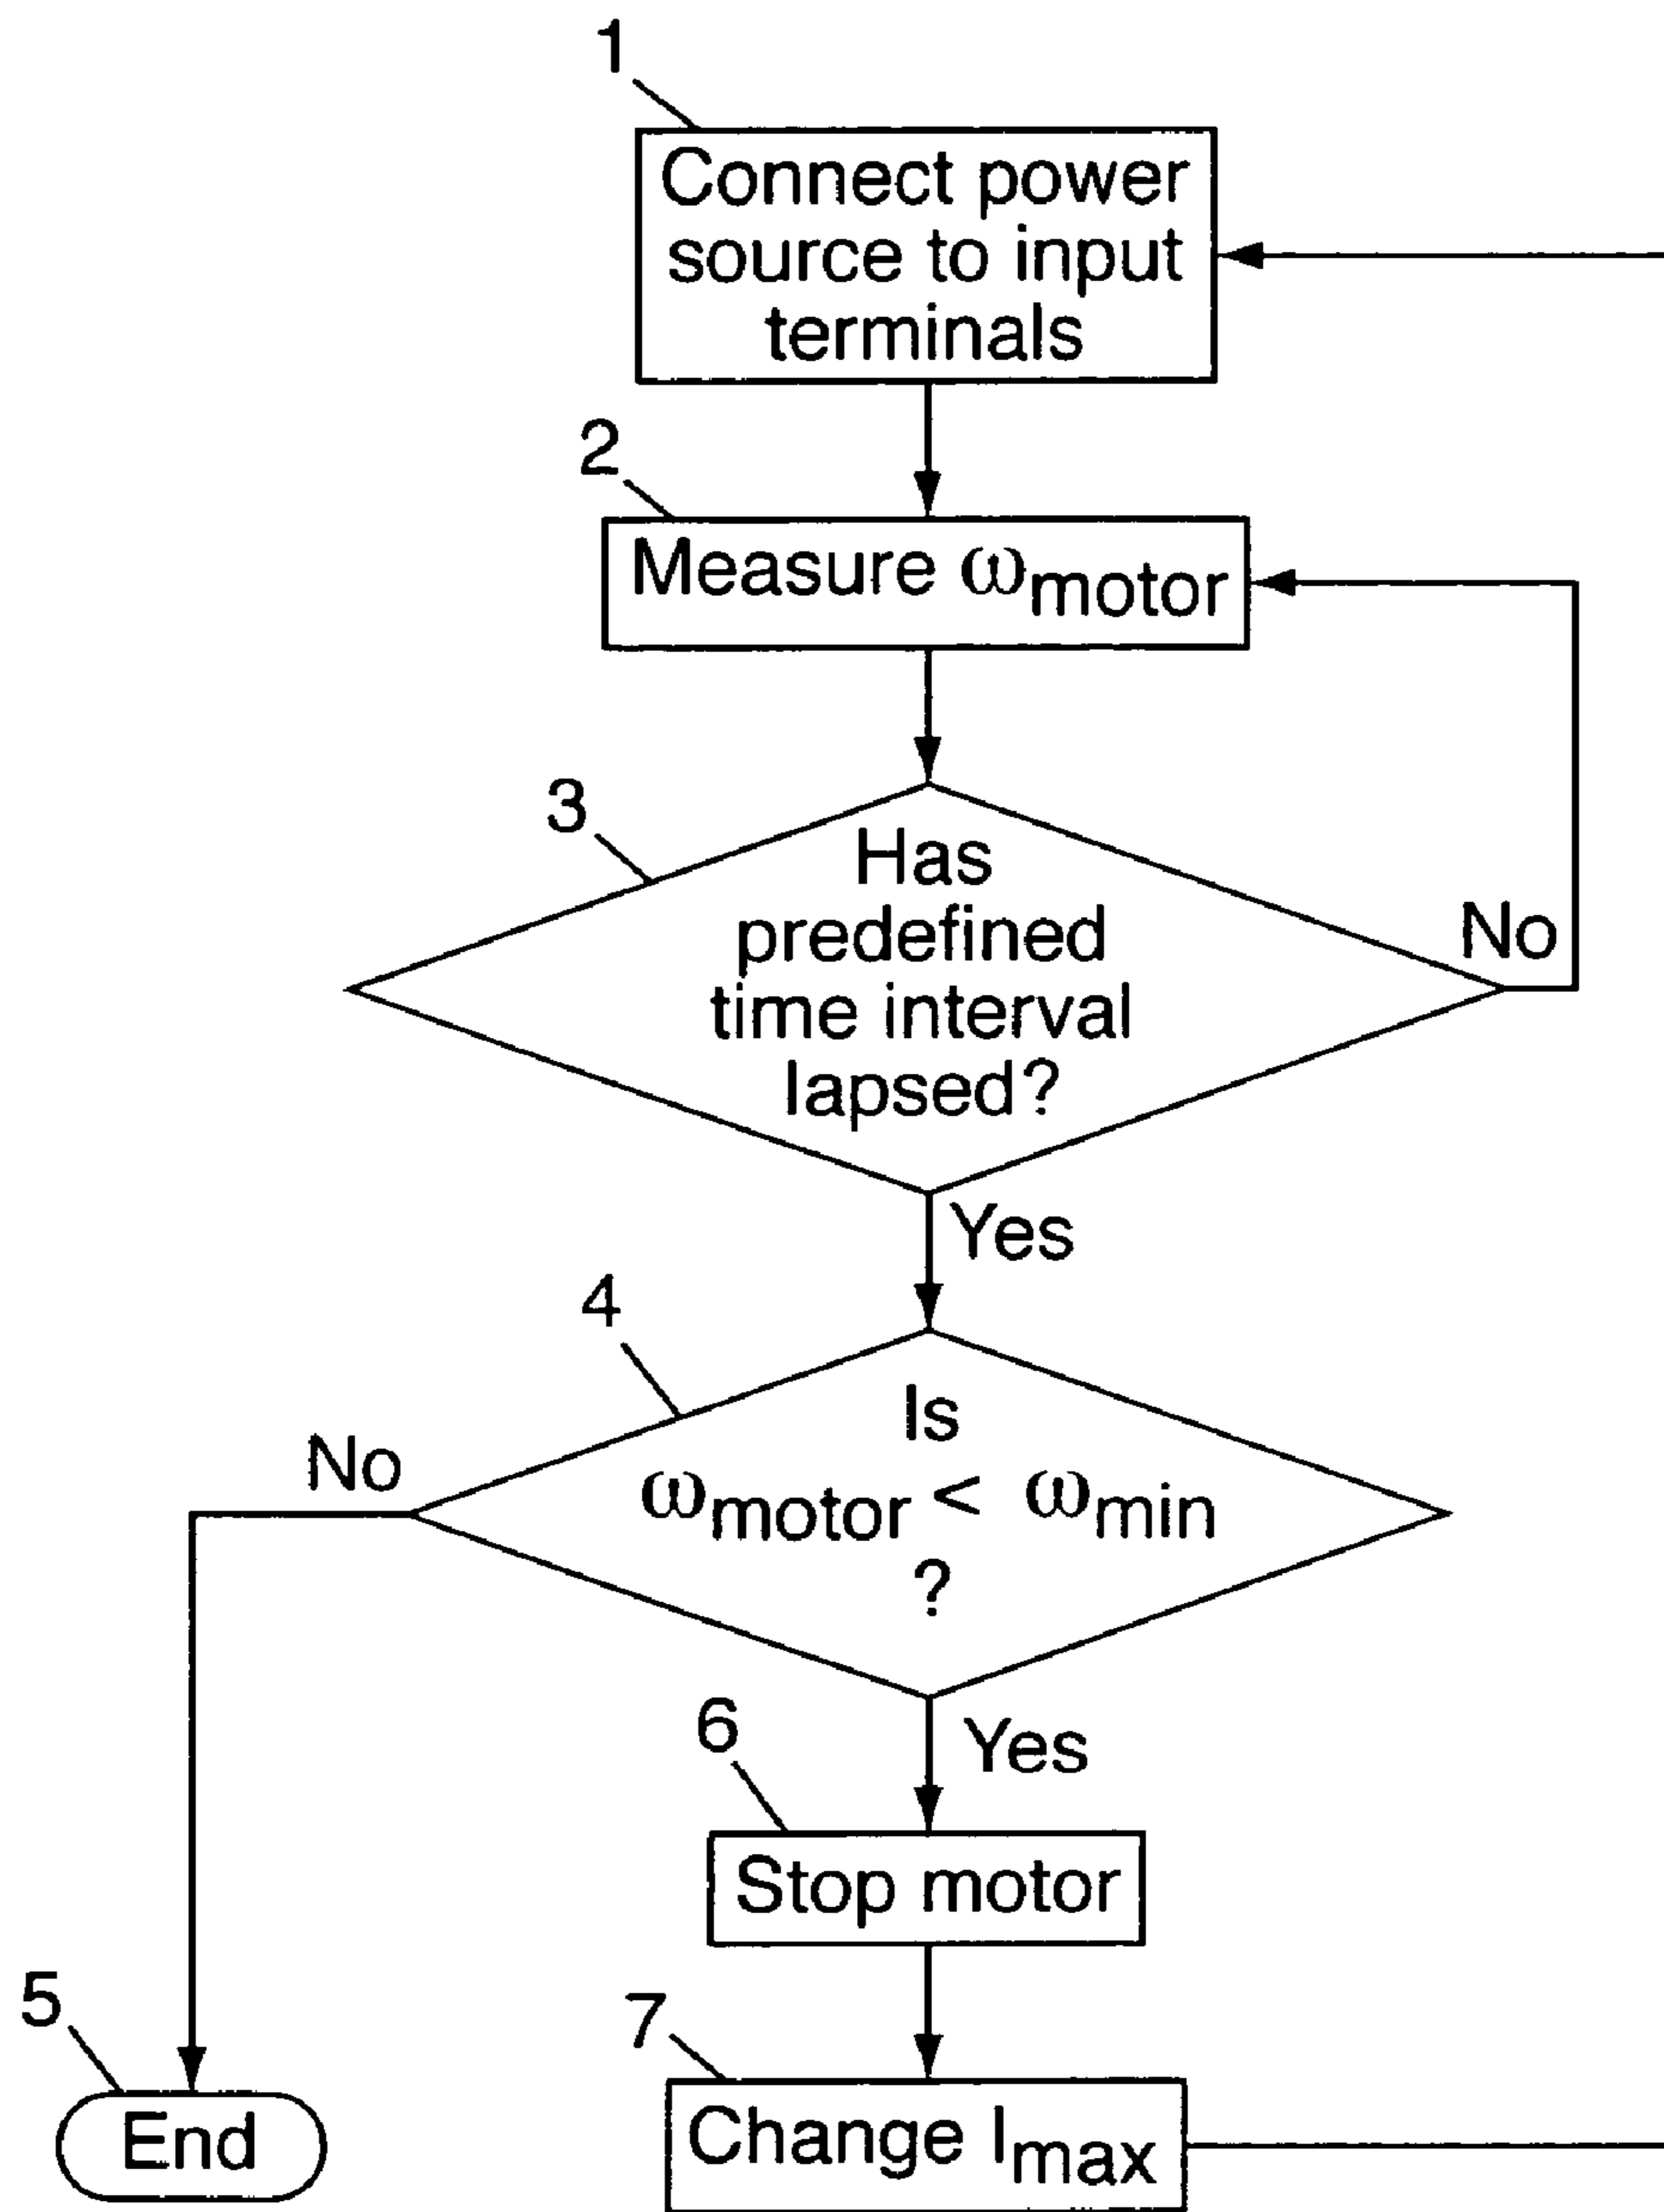 1
Connect power
source to input
terminals
2
Measure ωmotor
3
Has
predefined
time interval
lapsed?
No
Yes
4
Is
ωmotor < ωmin
?
No
Yes
6
Stop motor
5
End
7
Change Imax